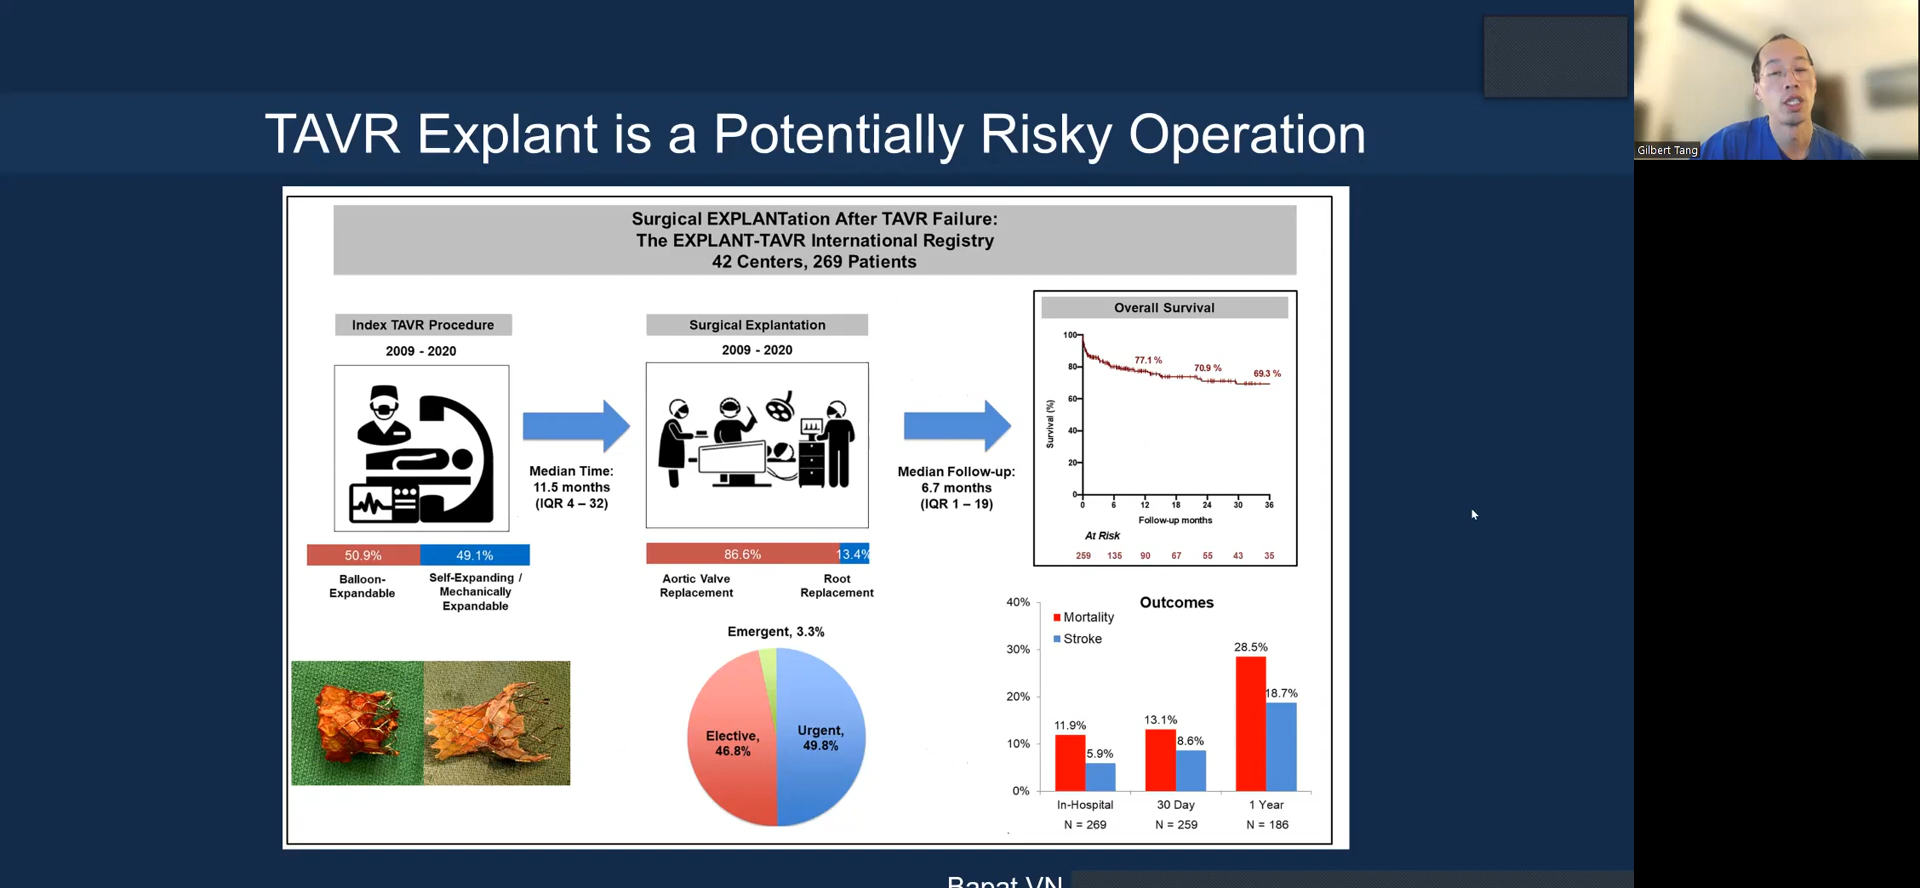 TAVR Explant is a Potentially Risky Operation
Gilbert Tang
Surgical EXPLANTation After TAVR Failure:
The EXPLANT-TAVR International Registry
42 Centers, 269 Patients
Index TAVR Procedure
2009 - 2020
Median Time:
11.5 months
(IQR 4 – 32)
50.9%
49.1%
Balloon-
Expandable
Self-Expanding /
Mechanically
Expandable
Surgical Explantation
2009 - 2020
86.6%
13.4%
Aortic Valve
Replacement
Root
Replacement
Median Follow-up:
6.7 months
(IQR 1 – 19)
Emergent, 3.3%
Elective,
46.8%
Urgent,
49.8%
Overall Survival
Survival (%)
100
80
60
40
20
0
77.1 %
70.9 %
69.3 %
0 6 12 18 24 30 36
Follow-up months
At Risk
259 135 90 67 55 43 35
Outcomes
Mortality
Stroke
40%
30%
20%
10%
0%
11.9%
5.9%
13.1%
8.6%
28.5%
18.7%
In-Hospital 30 Day 1 Year
N = 269 N = 259 N = 186
Bapat VN